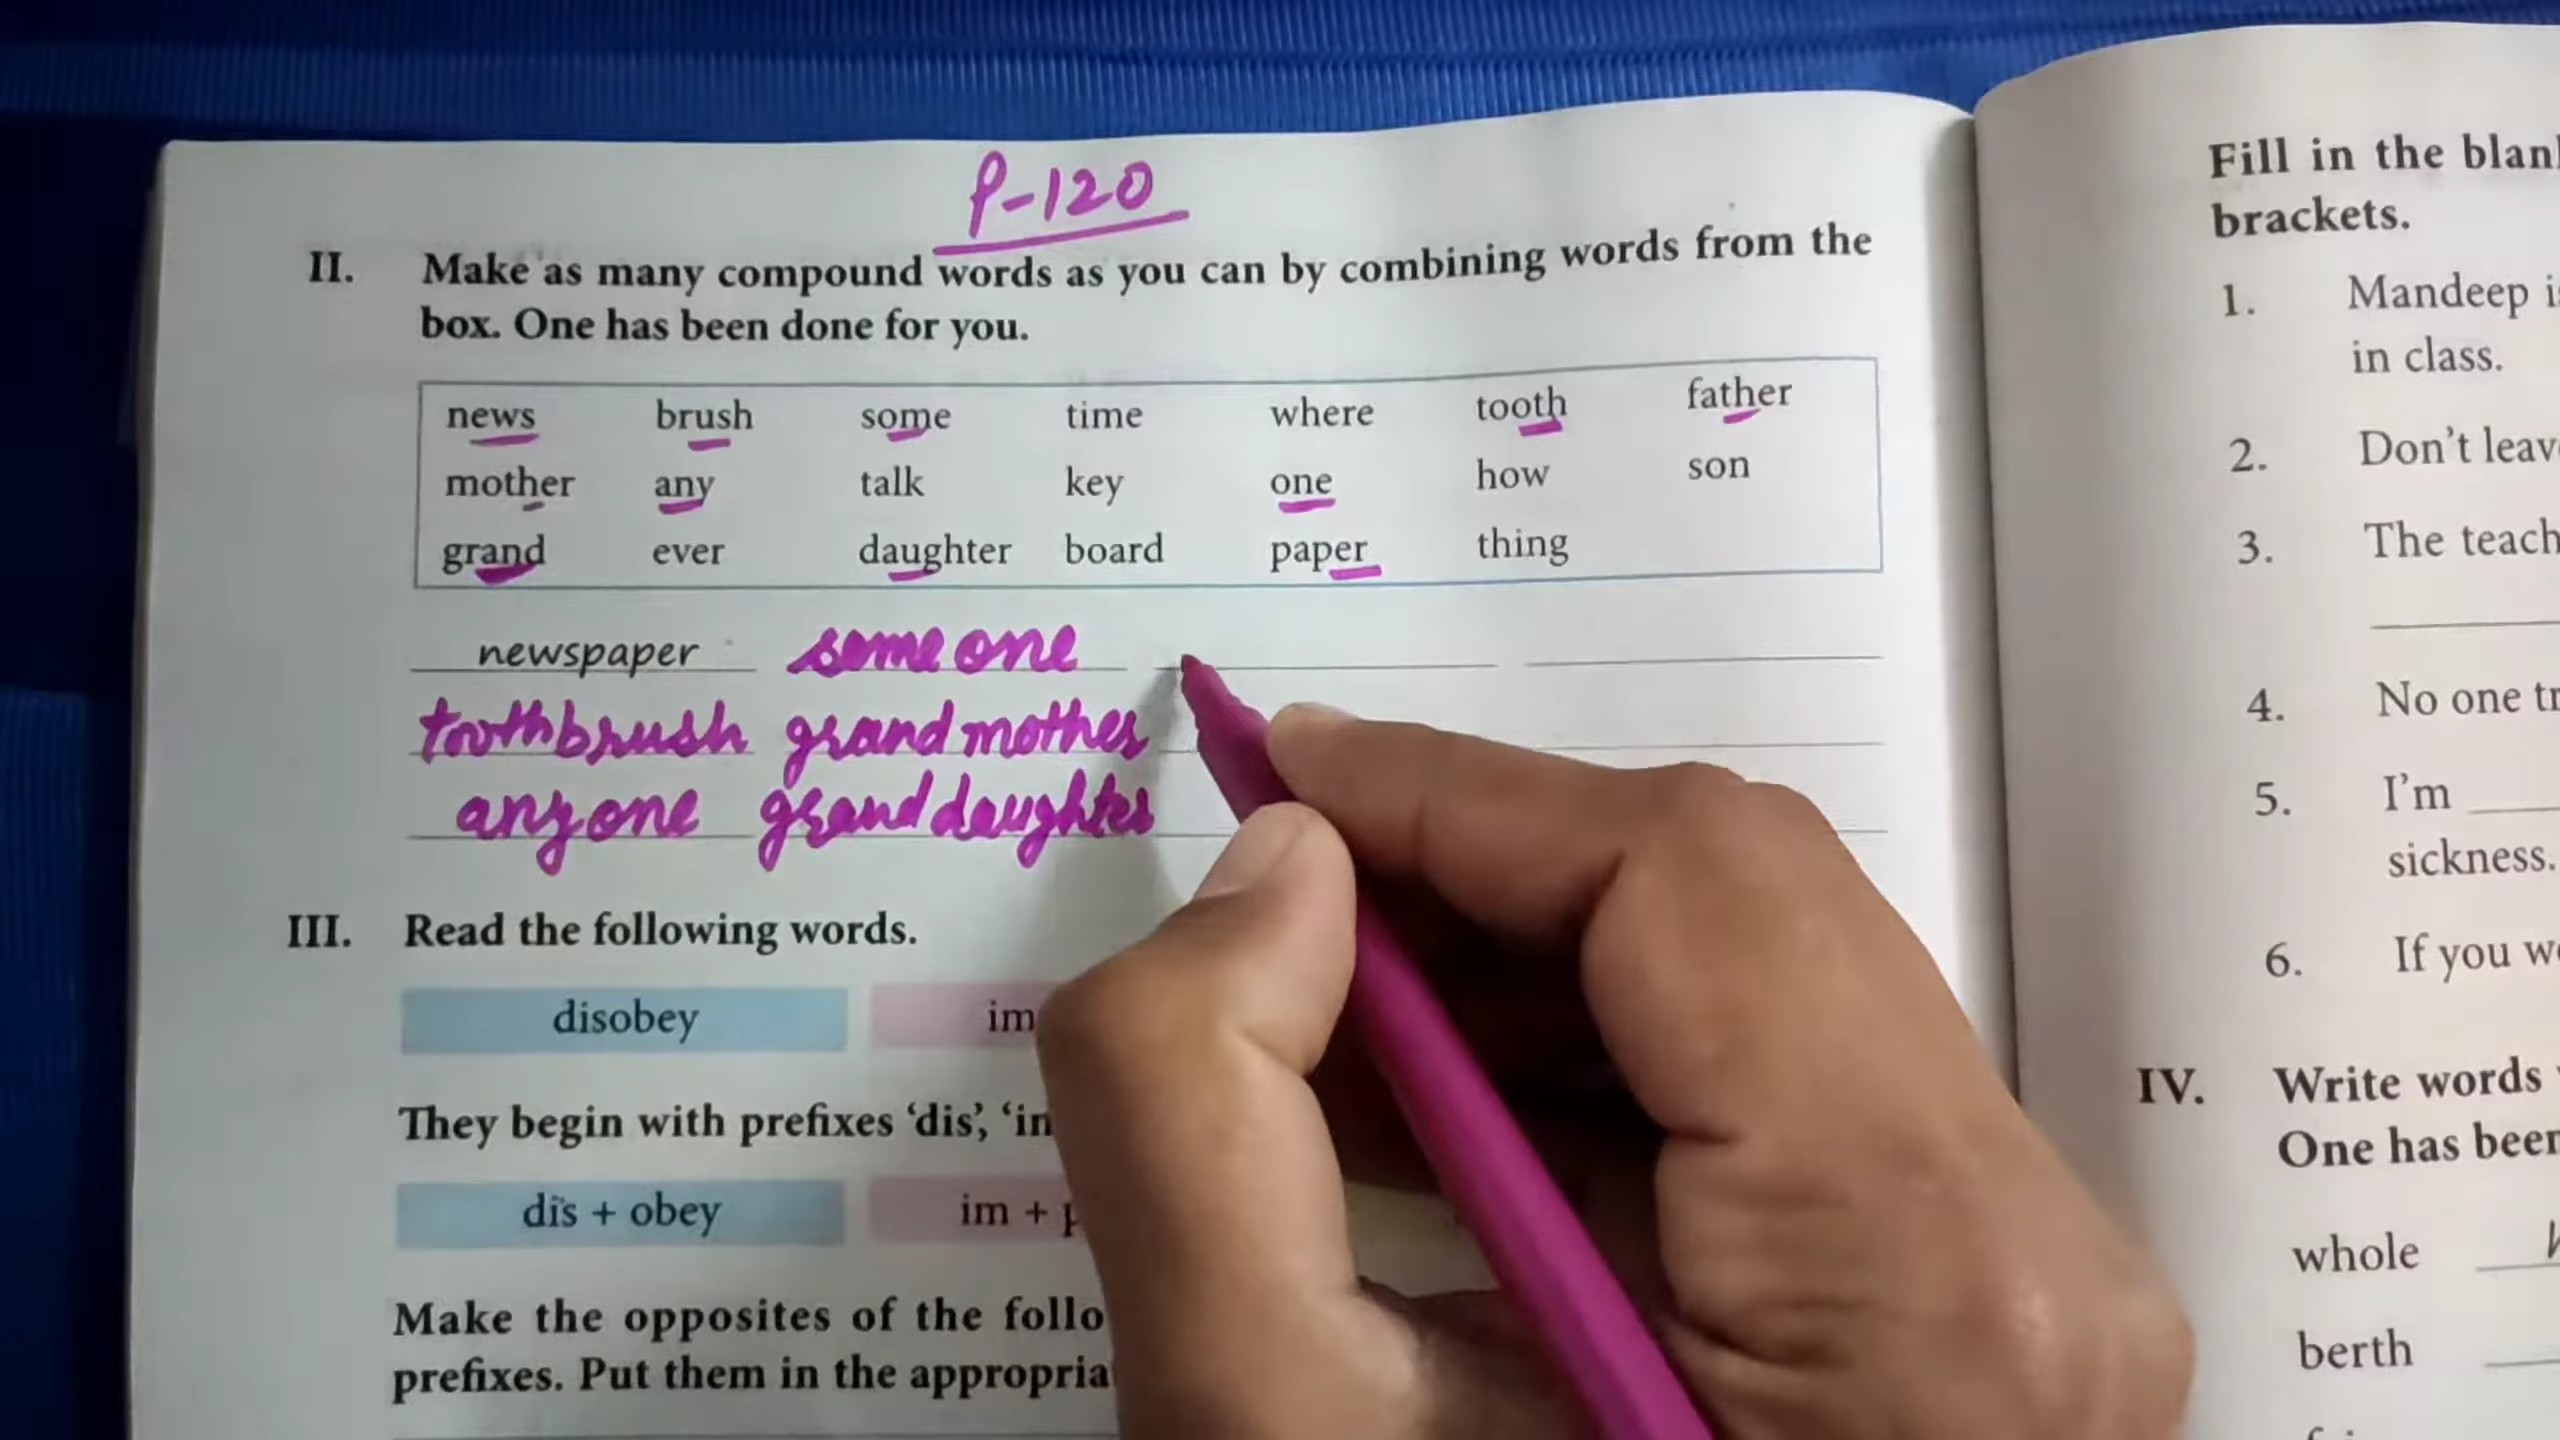 P-120
II. Make as many compound words as you can by combining words from the
box. One has been done for you.
news brush some time where tooth father
mother any talk key one how son
grand ever daughter board paper thing
newspaper someone
toothbrush grandmother
anyone granddaughter
III. Read the following words.
disobey im
They begin with prefixes ‘dis’, ‘in
dis + obey im + p
Make the opposites of the follo
prefixes. Put them in the appropria
Fill in the blan
brackets.
1. Mandeep is
in class.
2. Don’t leav
3. The teach
4. No one tr
5. I’m
sickness.
6. If you w
IV. Write words
One has been
whole
berth